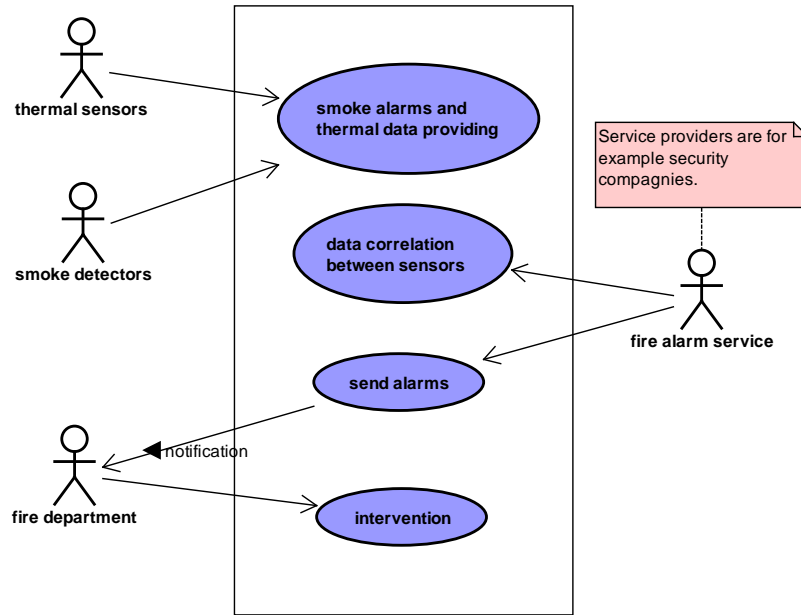 thermal sensors
smoke alarms and
thermal data providing
Service providers are for
example security
compagnies.
smoke detectors
data correlation
between sensors
fire alarm service
send alarms
notification
fire department
intervention